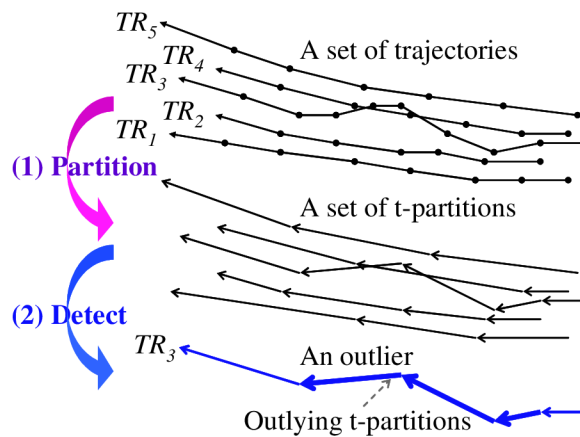 TR5
A set of trajectories
TR4
TR3
TR2
TR1
(1) Partition
A set of t-partitions
(2) Detect
TR3
An outlier
Outlying t-partitions